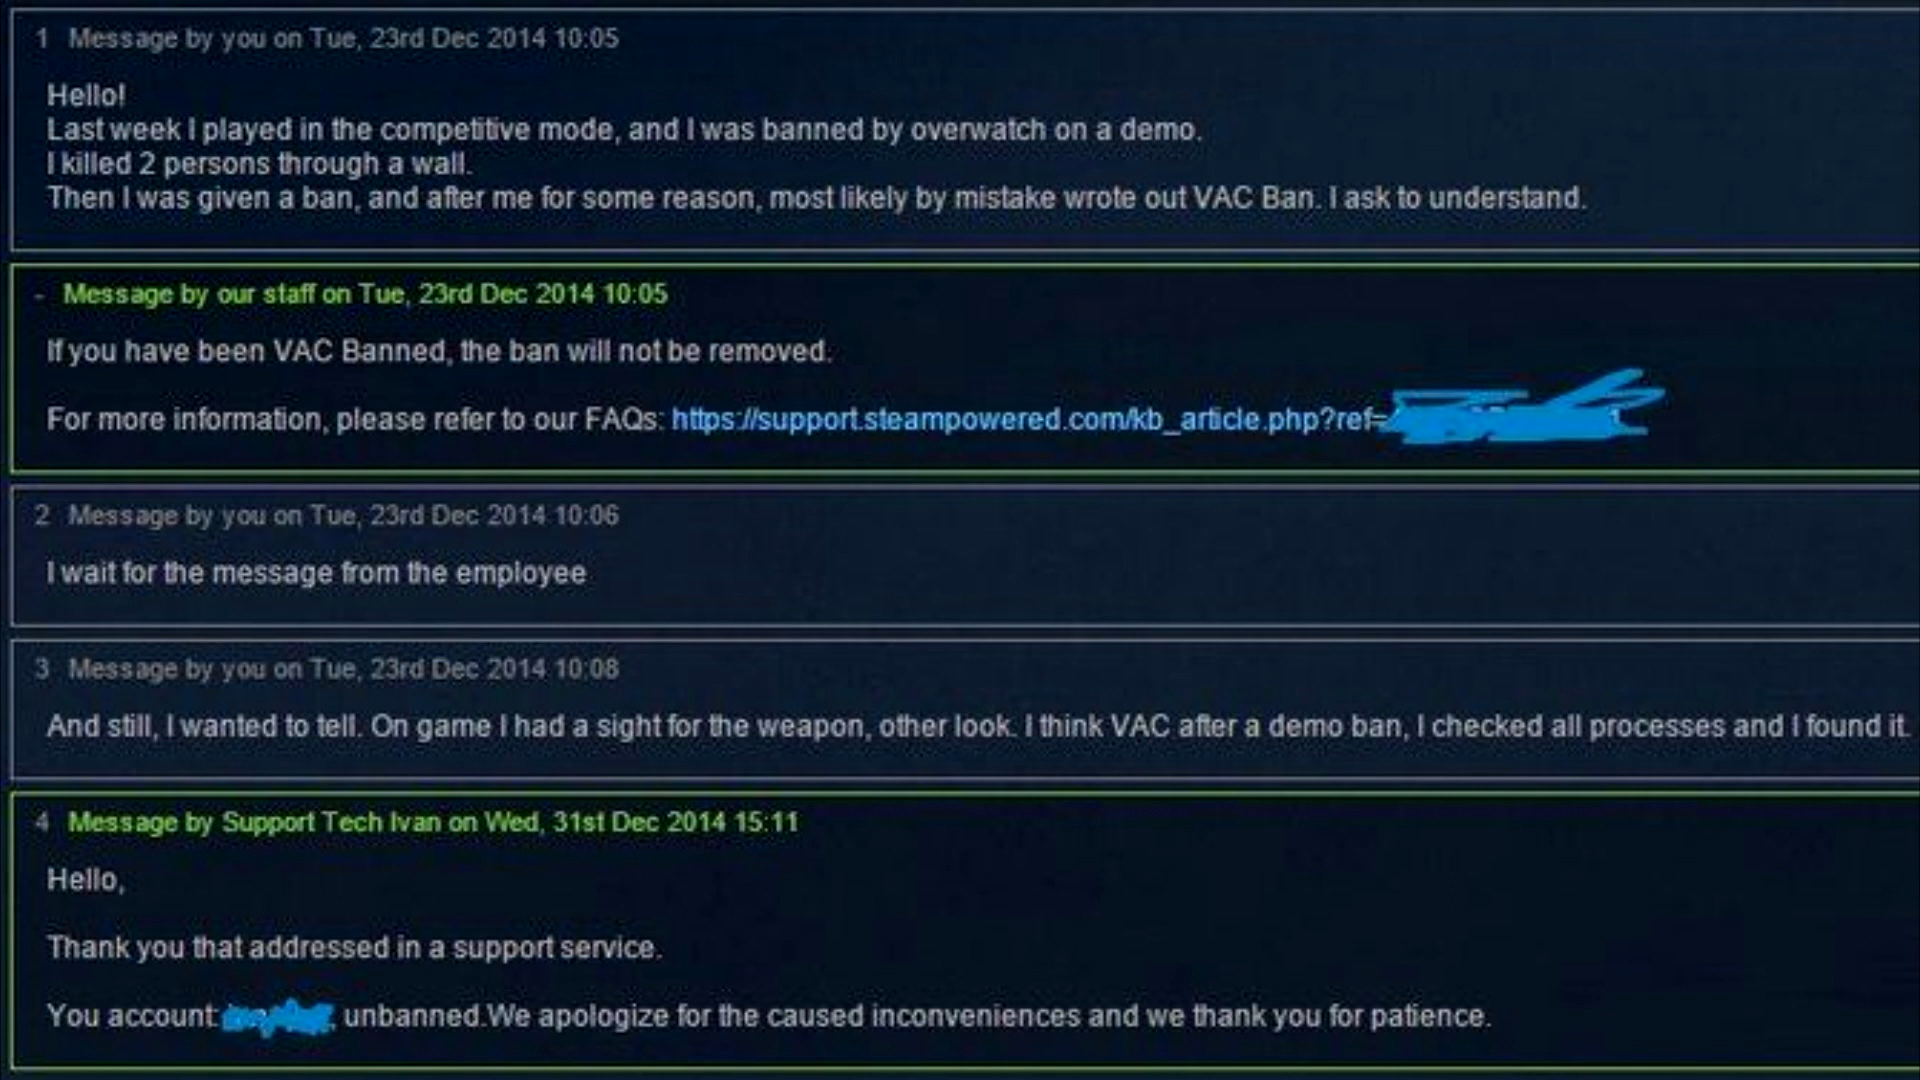 1 Message by you on Tue, 23rd Dec 2014 10:05
Hello!
Last week I played in the competitive mode, and I was banned by overwatch on a demo.
I killed 2 persons through a wall.
Then I was given a ban, and after me for some reason, most likely by mistake wrote out VAC Ban. I ask to understand.
- Message by our staff on Tue, 23rd Dec 2014 10:05
If you have been VAC Banned, the ban will not be removed.
For more information, please refer to our FAQs: https://support.steampowered.com/kb_article.php?ref=
2 Message by you on Tue, 23rd Dec 2014 10:06
I wait for the message from the employee
3 Message by you on Tue, 23rd Dec 2014 10:08
And still, I wanted to tell. On game I had a sight for the weapon, other look. I think VAC after a demo ban, I checked all processes and I found it.
4 Message by Support Tech Ivan on Wed, 31st Dec 2014 15:11
Hello,
Thank you that addressed in a support service.
You account: unbanned.We apologize for the caused inconveniences and we thank you for patience.